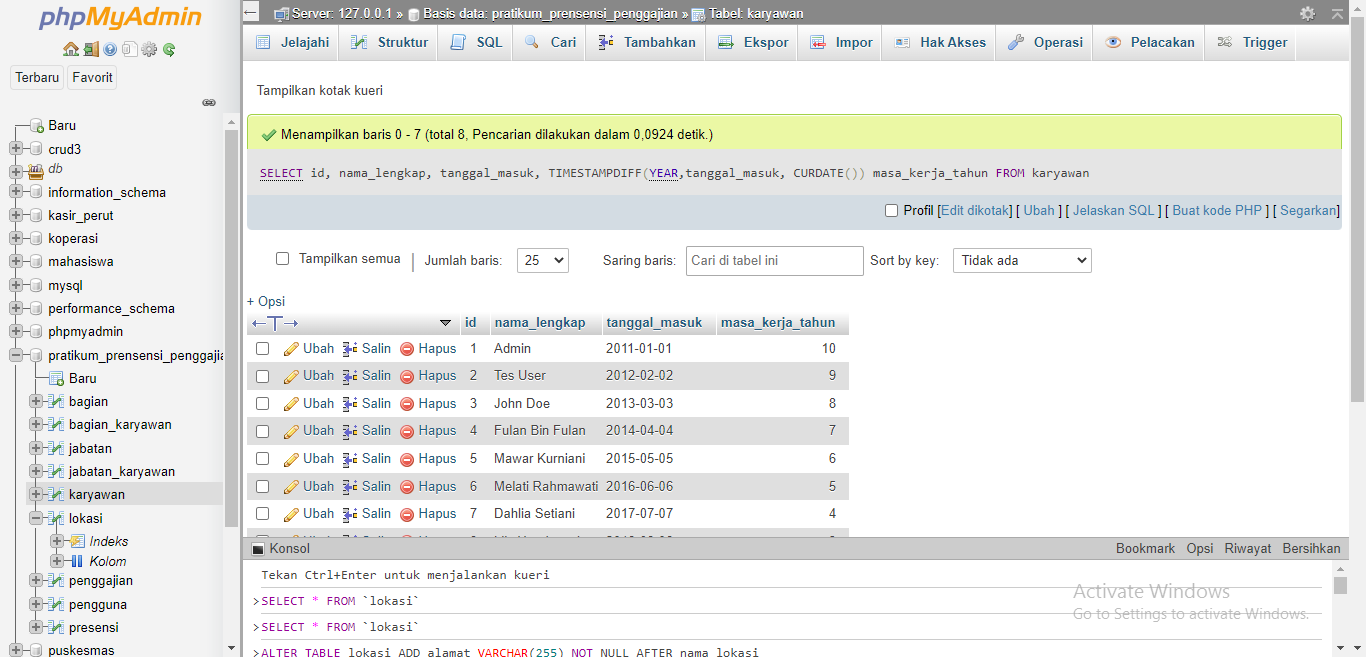 phpMyAdmin
Terbaru Favorit
Baru
crud3
db
information_schema
kasir_perut
koperasi
mahasiswa
mysql
performance_schema
phpmyadmin
pratikum_prensensi_penggajia
Baru
bagian
bagian_karyawan
jabatan
jabatan_karyawan
karyawan
lokasi
Indeks
Kolom
penggajian
pengguna
presensi
puskesmas
Server: 127.0.0.1 » Basis data: pratikum_prensensi_penggajian » Tabel: karyawan
Jelajahi Struktur SQL Cari Tambahkan Ekspor Impor Hak Akses Operasi Pelacakan Trigger
Tampilkan kotak kueri
Menampilkan baris 0 - 7 (total 8, Pencarian dilakukan dalam 0,0924 detik.)
SELECT id, nama_lengkap, tanggal_masuk, TIMESTAMPDIFF(YEAR,tanggal_masuk, CURDATE()) masa_kerja_tahun FROM karyawan
Profil [Edit dikotak] [ Ubah ] [ Jelaskan SQL ] [ Buat kode PHP ] [ Segarkan]
Tampilkan semua | Jumlah baris: 25 Saring baris: Cari di tabel ini Sort by key: Tidak ada
+ Opsi
←T→ id nama_lengkap tanggal_masuk masa_kerja_tahun
Ubah Salin Hapus 1 Admin 2011-01-01 10
Ubah Salin Hapus 2 Tes User 2012-02-02 9
Ubah Salin Hapus 3 John Doe 2013-03-03 8
Ubah Salin Hapus 4 Fulan Bin Fulan 2014-04-04 7
Ubah Salin Hapus 5 Mawar Kurniani 2015-05-05 6
Ubah Salin Hapus 6 Melati Rahmawati 2016-06-06 5
Ubah Salin Hapus 7 Dahlia Setiani 2017-07-07 4
Konsol Bookmark Opsi Riwayat Bersihkan
Tekan Ctrl+Enter untuk menjalankan kueri
>SELECT * FROM `lokasi`
>SELECT * FROM `lokasi`
>ALTER TABLE lokasi ADD alamat VARCHAR(255) NOT NULL AFTER nama_lokasi
Activate Windows
Go to Settings to activate Windows.